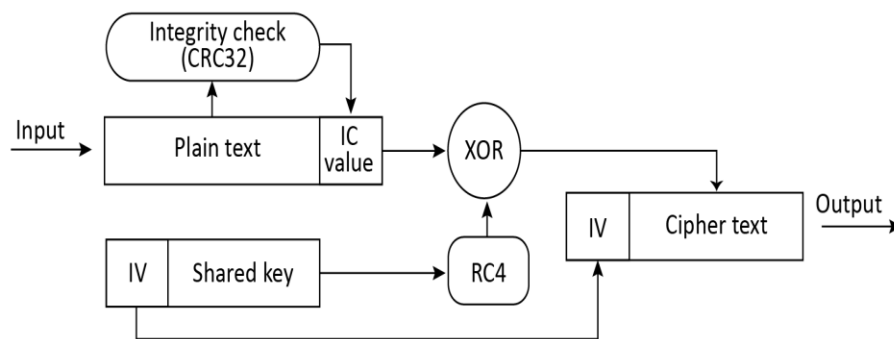 Integrity check
(CRC32)
Input
Plain text
IC
value
XOR
IV
Cipher text
Output
IV
Shared key
RC4